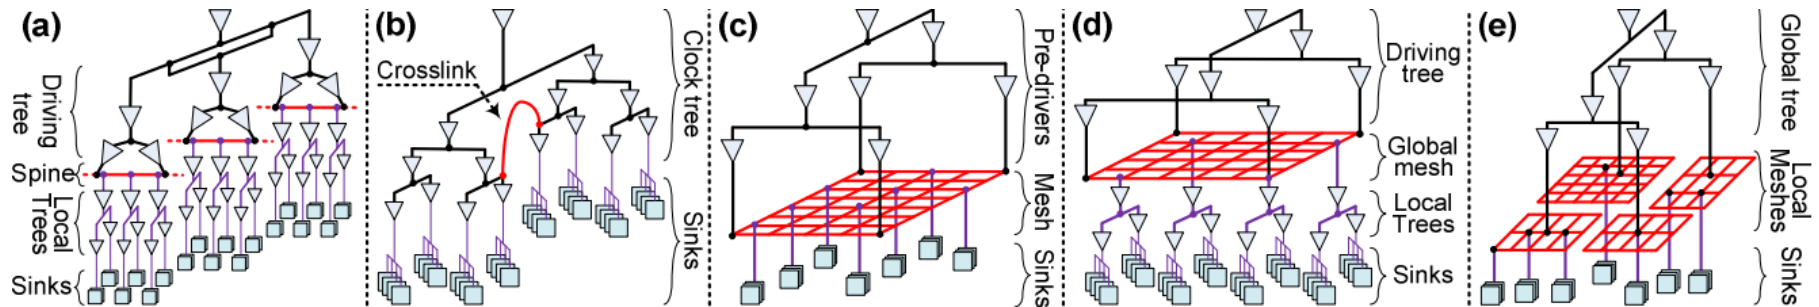 (a)
Driving
tree
Spine
Local
Trees
Sinks
(b)
Crosslink
Clock tree
Sinks
(c)
Pre-drivers
Mesh
Sinks
(d)
Driving
tree
Global
mesh
Local
Trees
Sinks
(e)
Global tree
Local
Meshes
Sinks